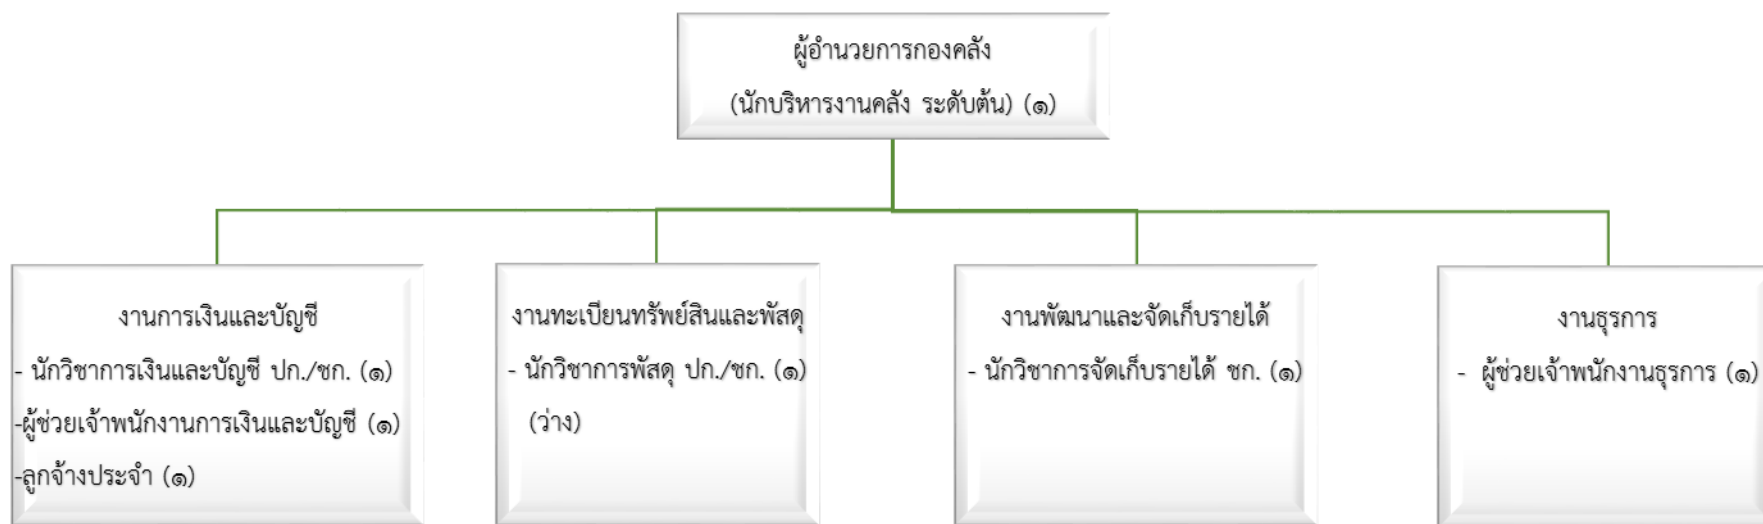 ผู้อำนวยการกองคลัง
(นักบริหารงานคลัง ระดับต้น) (๑)
งานการเงินและบัญชี
- นักวิชาการเงินและบัญชี ปก./ชก. (๑)
-ผู้ช่วยเจ้าพนักงานการเงินและบัญชี (๑)
-ลูกจ้างประจำ (๑)
งานทะเบียนทรัพย์สินและพัสดุ
- นักวิชาการพัสดุ ปก./ชก. (๑)
(ว่าง)
งานพัฒนาและจัดเก็บรายได้
- นักวิชาการจัดเก็บรายได้ ชก. (๑)
งานธุรการ
- ผู้ช่วยเจ้าพนักงานธุรการ (๑)